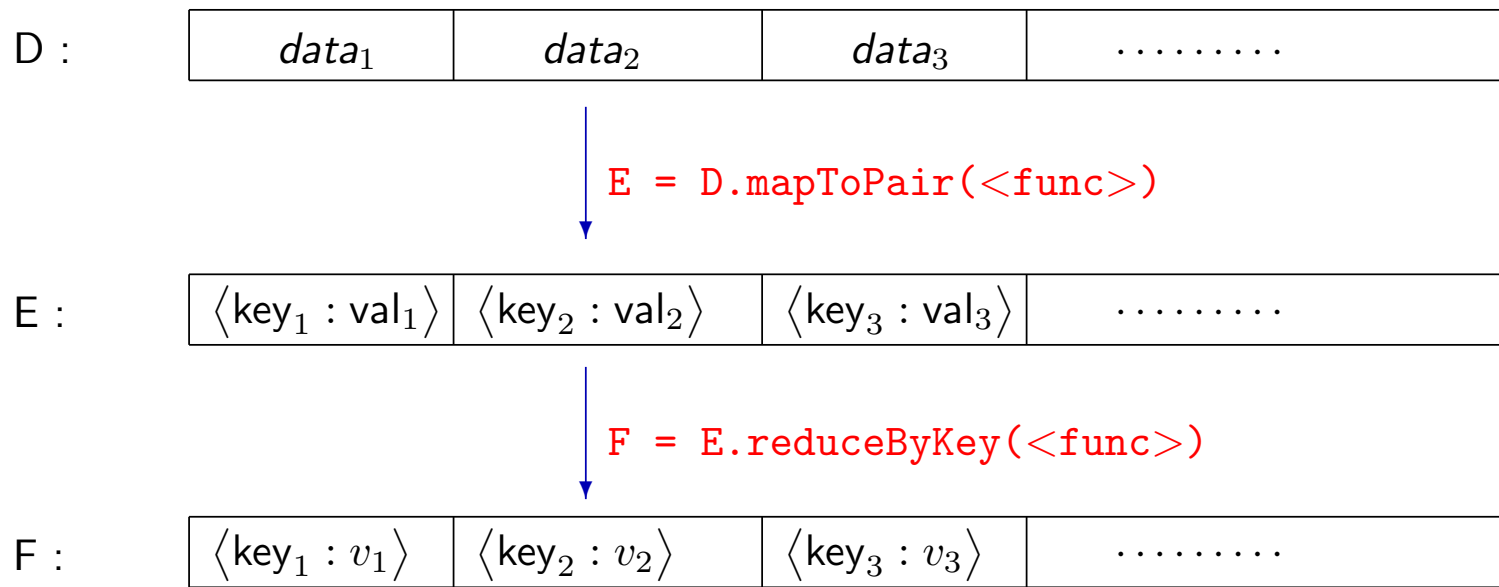 D : data₁ data₂ data₃ ·········
E = D.mapToPair(<func>)
E : ⟨key₁ : val₁⟩ ⟨key₂ : val₂⟩ ⟨key₃ : val₃⟩ ·········
F = E.reduceByKey(<func>)
F : ⟨key₁ : v₁⟩ ⟨key₂ : v₂⟩ ⟨key₃ : v₃⟩ ·········